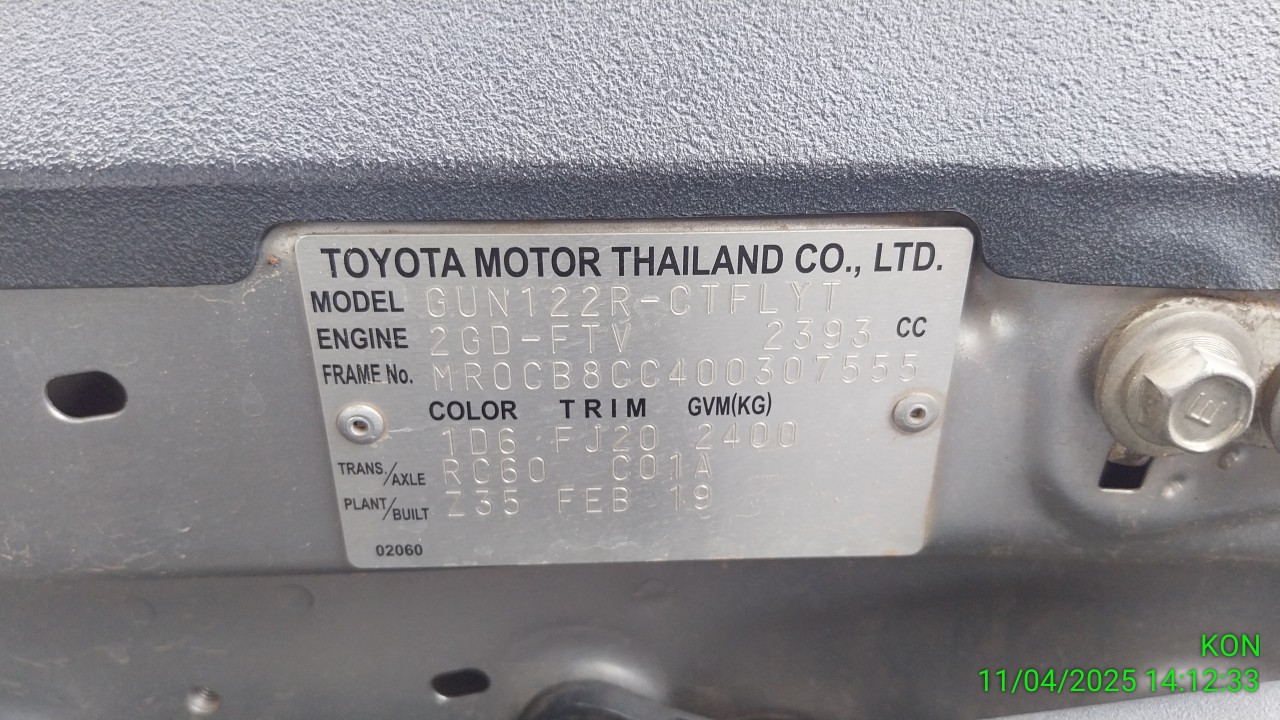 TOYOTA MOTOR THAILAND CO., LTD.
MODEL GUN122R-CTFLYT
ENGINE 2GD-FTV 2393 CC
FRAME No. MR0CB8CC400307555
COLOR TRIM GVM(KG)
1D6 FJ20 2400
TRANS./AXLE RC60 C01A
PLANT/BUILT Z35 FEB 19
02060
KON
11/04/2025 14:12:33